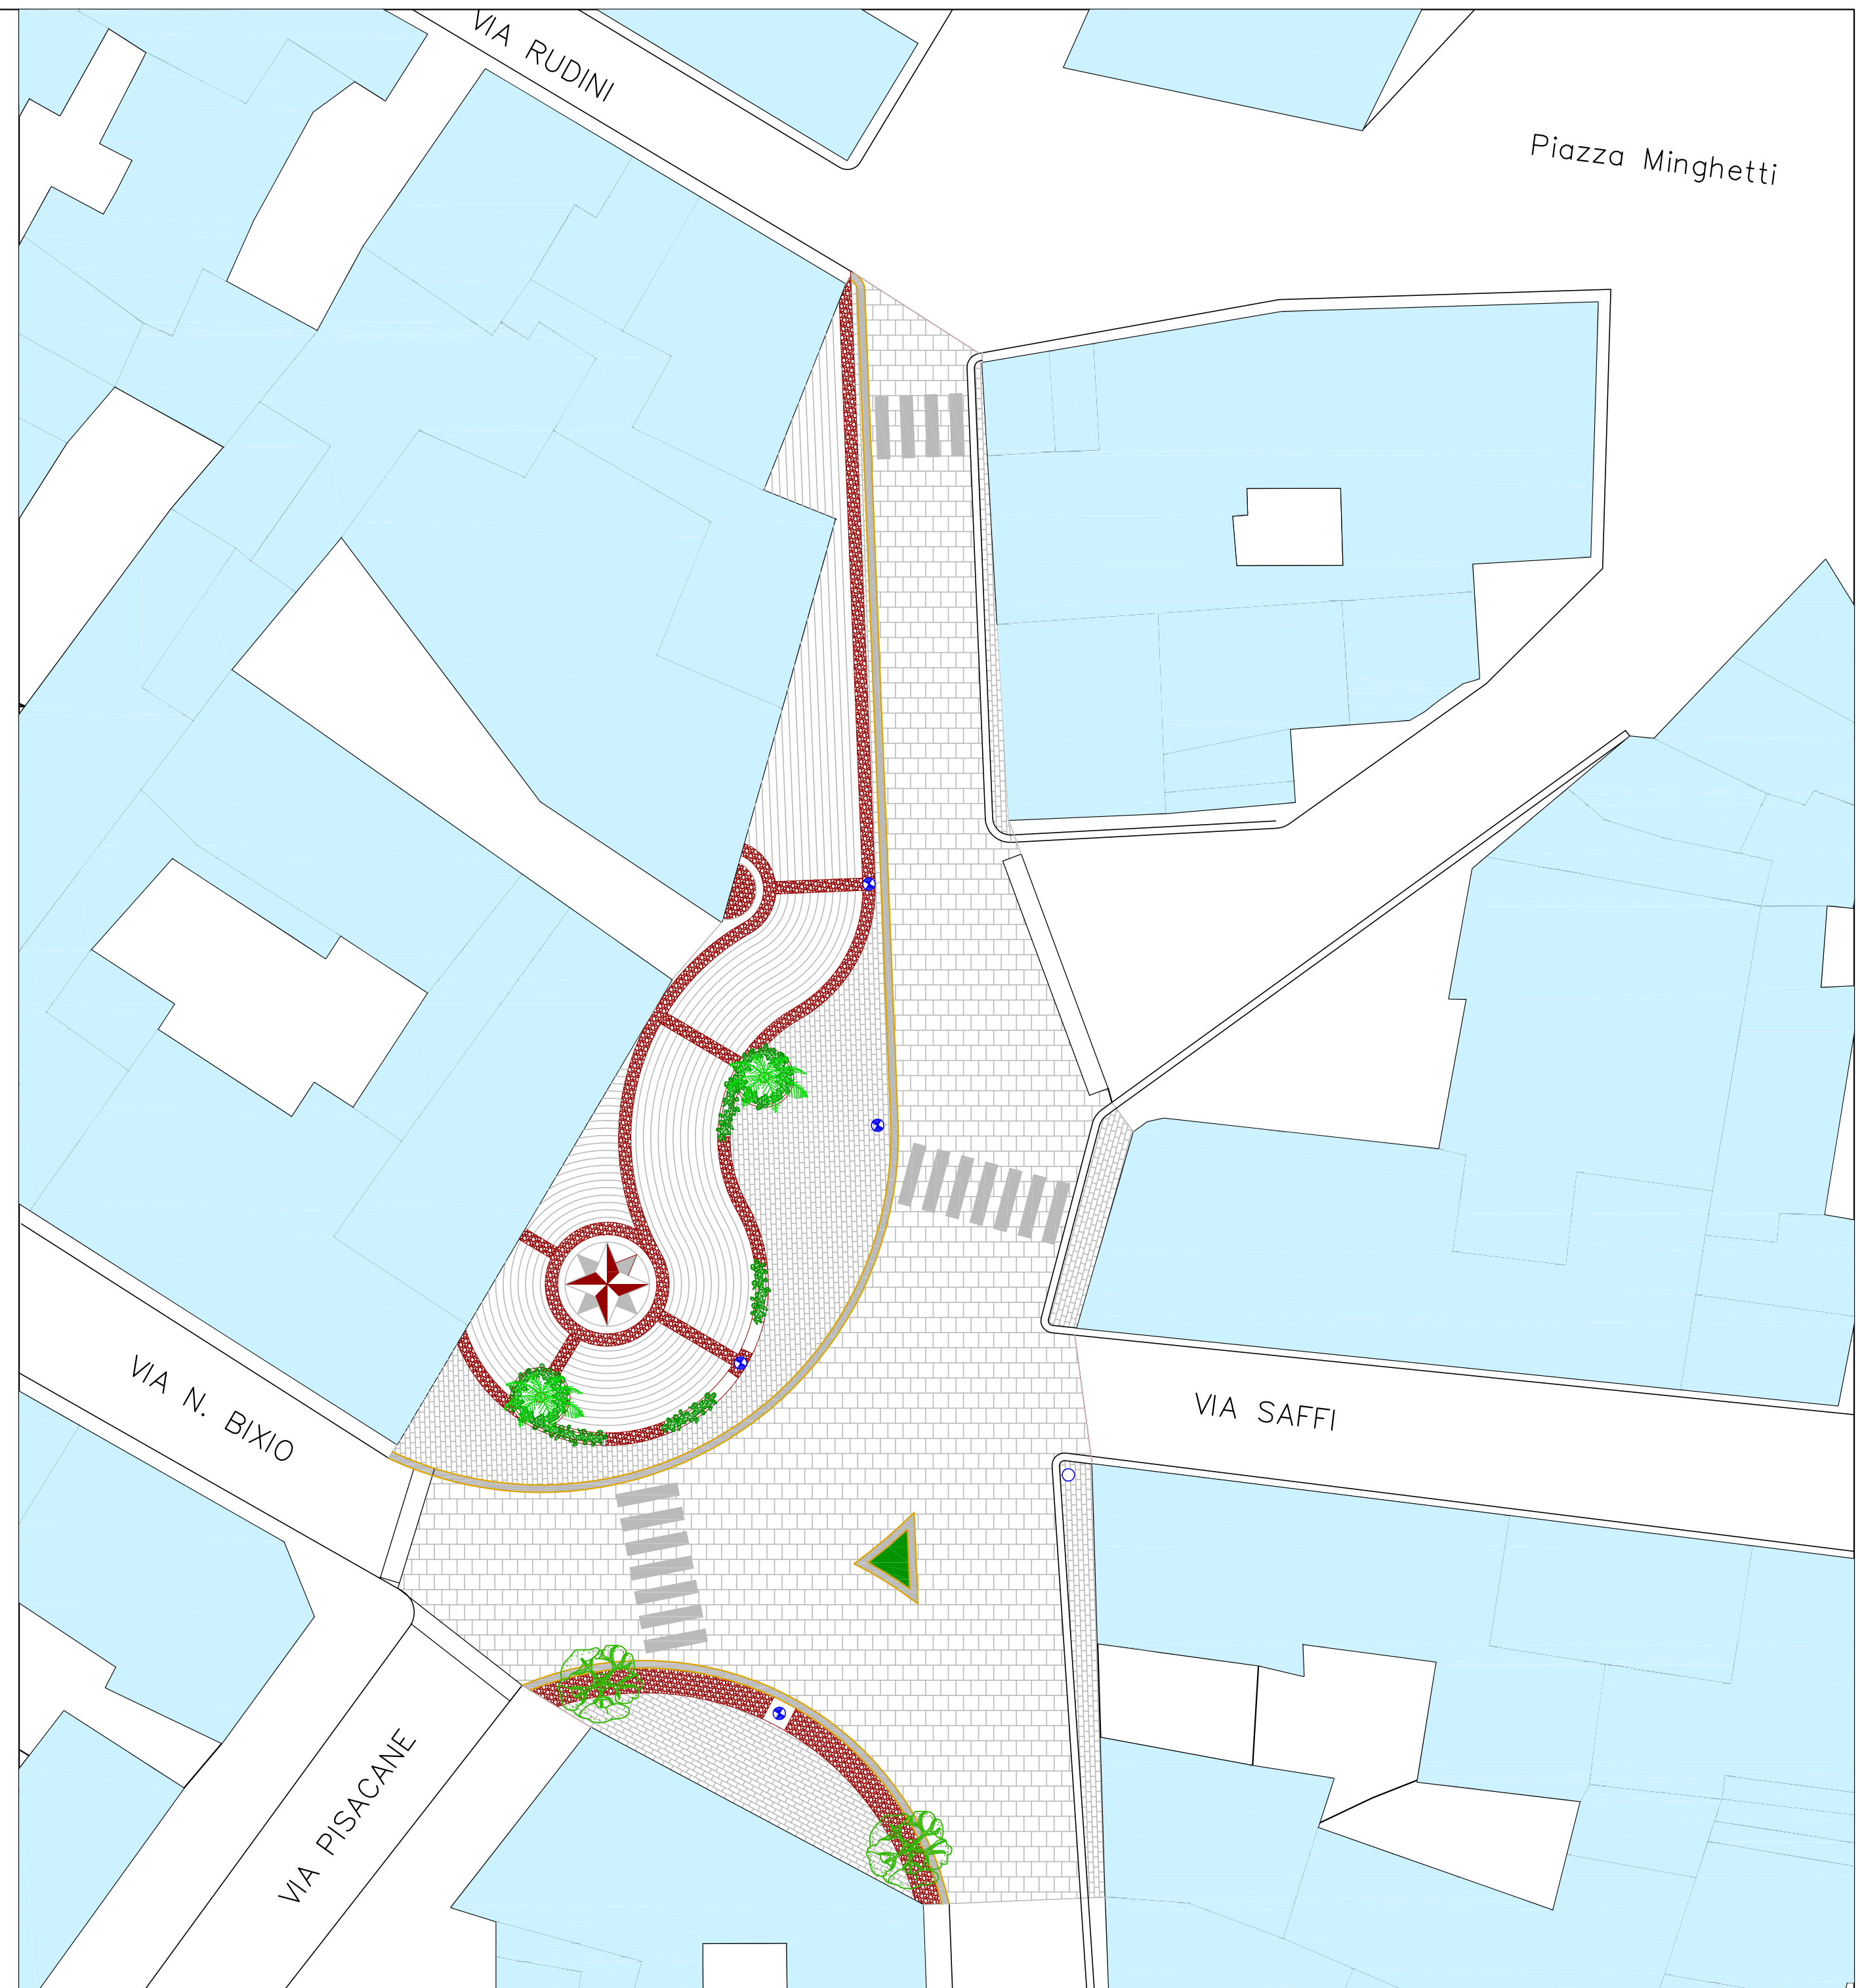 VIA RUDINI
Piazza Minghetti
VIA N. BIXIO
VIA SAFFI
VIA PISACANE